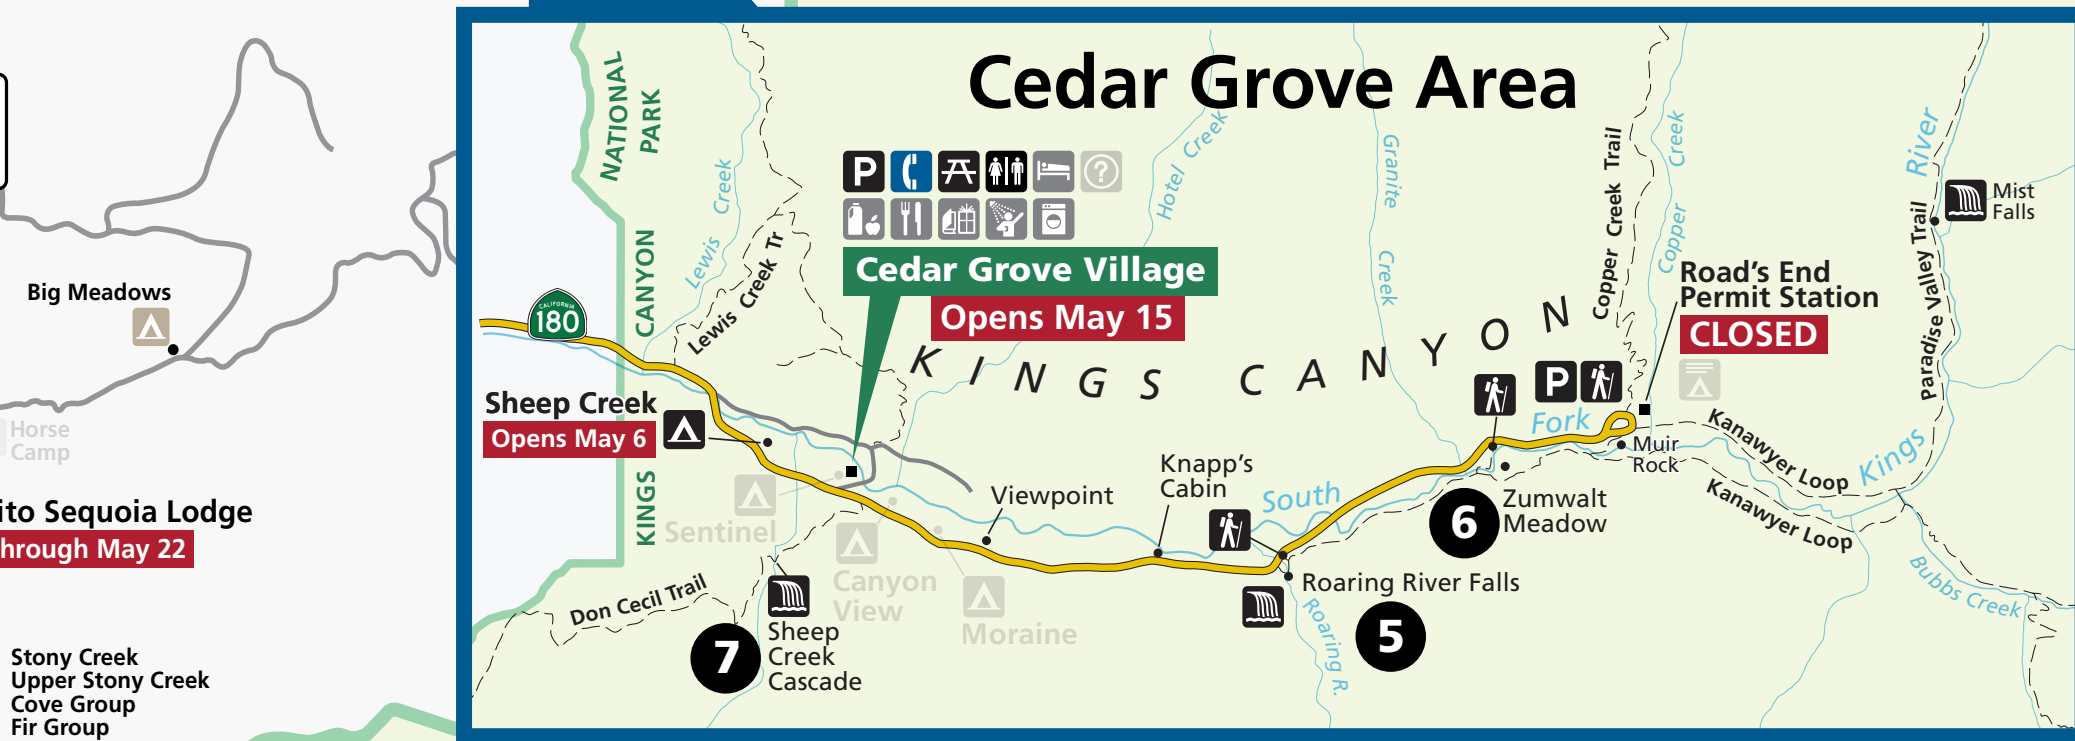 Big Meadows
Horse
Camp
ito Sequoia Lodge
hrough May 22
Stony Creek
Upper Stony Creek
Cove Group
Fir Group
Cedar Grove Area
NATIONAL
PARK
KINGS CANYON
Lewis Creek
Lewis Creek Tr
P
?
Cedar Grove Village
Opens May 15
Hotel Creek
Granite Creek
Copper Creek Trail
Copper Creek
CALIFORNIA
180
KINGS CANYON
Road's End
Permit Station
CLOSED
P
Mist
Falls
Paradise Valley Trail
River
Kings
Fork
South
Sheep Creek
Opens May 6
Sentinel
Canyon
View
Moraine
Viewpoint
Knapp's
Cabin
Muir
Rock
Kanawyer Loop
Kanawyer Loop
6
Zumwalt
Meadow
Roaring River Falls
5
Roaring R.
Bubbs Creek
Don Cecil Trail
7
Sheep
Creek
Cascade